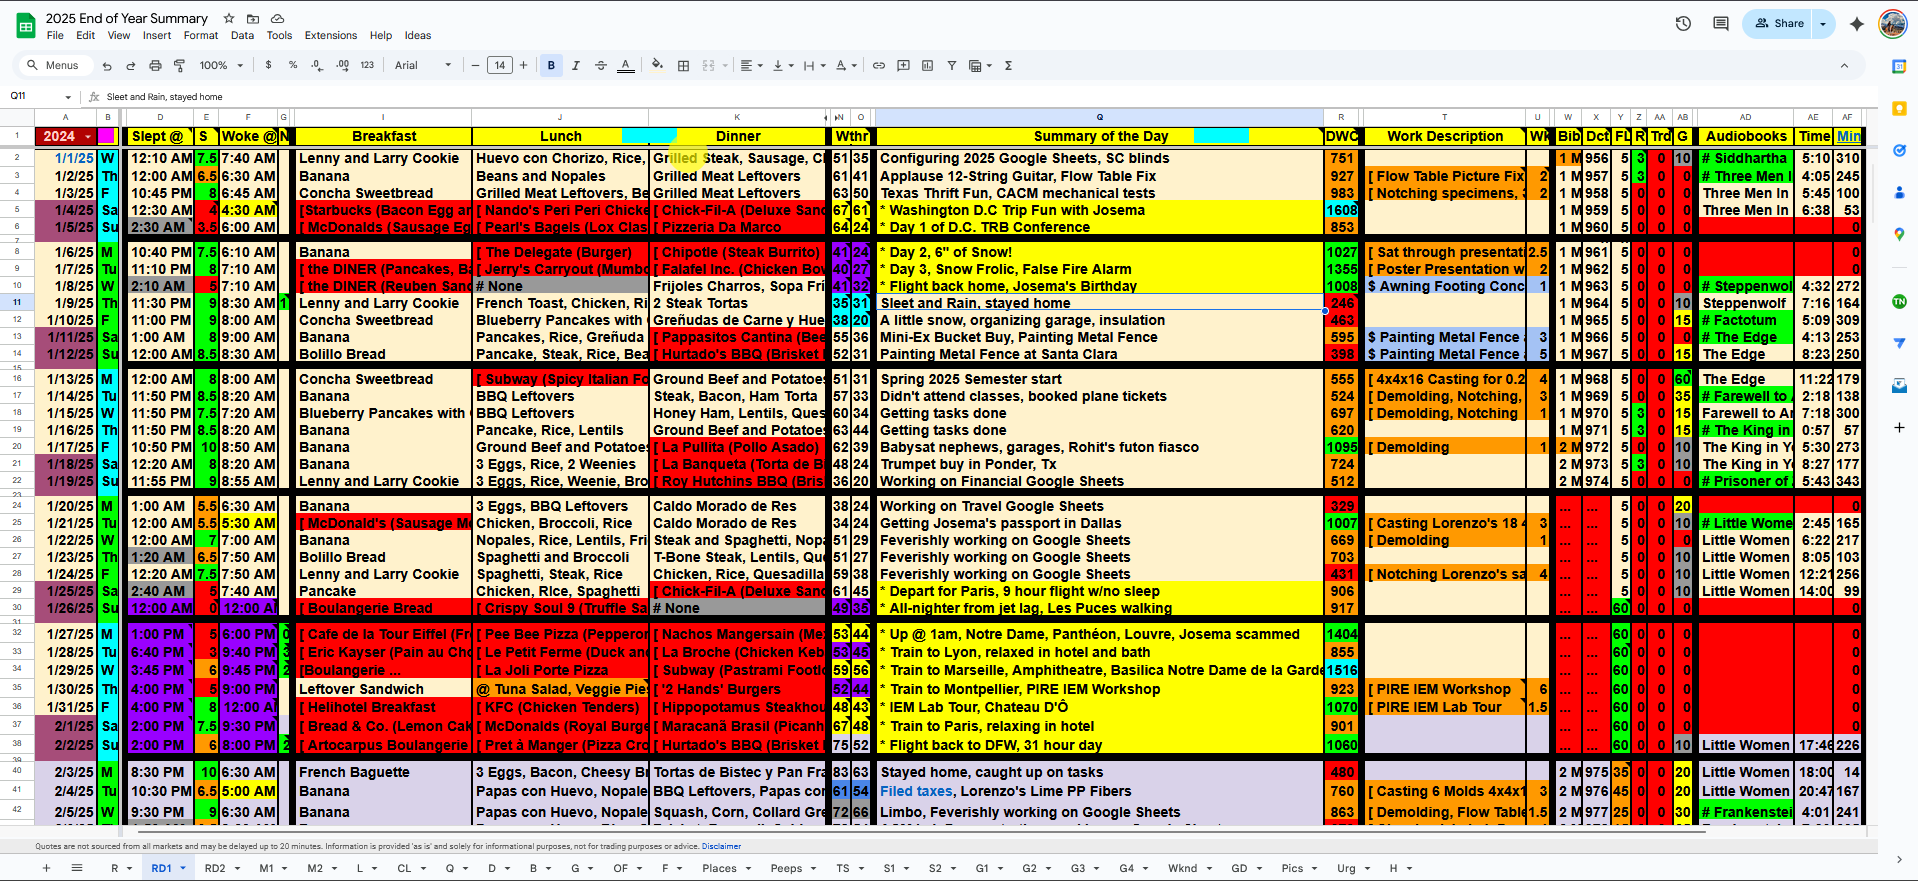 2025 End of Year Summary
File Edit View Insert Format Data Tools Extensions Help Ideas
Share
Menus 100% $ % .0 .00 123 Arial 14 B I S A
Q11 Sleet and Rain, stayed home
A B D E F G I J K N O Q R T U W X Y Z AA AB AD AE AF
1 2024 Slept @ S Woke @ N Breakfast Lunch Dinner Wthr Summary of the Day DWC Work Description Wk Bib Dct FL R Trd G Audiobooks Time Min
2 1/1/25 W 12:10 AM 7.5 7:40 AM Lenny and Larry Cookie Huevo con Chorizo, Rice, Grilled Steak, Sausage, C 51 35 Configuring 2025 Google Sheets, SC blinds 751 1 M 956 5 3 0 10 # Siddhartha 5:10 310
3 1/2/25 Th 12:00 AM 6.5 6:30 AM Banana Beans and Nopales Grilled Meat Leftovers 61 41 Applause 12-String Guitar, Flow Table Fix 927 [ Flow Table Picture Fix 2 1 M 957 5 3 0 0 # Three Men I 4:05 245
4 1/3/25 F 10:45 PM 8 6:45 AM Concha Sweetbread Grilled Meat Leftovers, Be Grilled Meat Leftovers 63 50 Texas Thrift Fun, CACM mechanical tests 983 [ Notching specimens, 2 1 M 958 5 0 0 0 Three Men In 5:45 100
5 1/4/25 Sa 12:30 AM 4 4:30 AM [Starbucks (Bacon Egg an [ Nando's Peri Peri Chicke [ Chick-Fil-A (Deluxe Sand 67 61 * Washington D.C Trip Fun with Josema 1608 1 M 959 5 0 0 0 Three Men In 6:38 53
6 1/5/25 Su 2:30 AM 3.5 6:00 AM [ McDonalds (Sausage Eg [ Pearl's Bagels (Lox Clas [ Pizzeria Da Marco 64 24 * Day 1 of D.C. TRB Conference 853 1 M 960 5 0 0 0 0
7
8 1/6/25 M 10:40 PM 7.5 6:10 AM Banana [ The Delegate (Burger) [ Chipotle (Steak Burrito) 41 24 * Day 2, 6" of Snow! 1027 [ Sat through presentati 2.5 1 M 961 5 0 0 0 0
9 1/7/25 Tu 11:10 PM 8 7:10 AM [ the DINER (Pancakes, Ba [ Jerry's Carryout (Mumbo [ Falafel Inc. (Chicken Bow 40 27 * Day 3, Snow Frolic, False Fire Alarm 1355 [ Poster Presentation w 2 1 M 962 5 0 0 0 0
10 1/8/25 W 2:10 AM 5 7:10 AM [ the DINER (Reuben Sand # None Frijoles Charros, Sopa Fri 41 32 * Flight back home, Josema's Birthday 1008 $ Awning Footing Conc 1 1 M 963 5 0 0 0 # Steppenwol 4:32 272
11 1/9/25 Th 11:30 PM 9 8:30 AM 1 Lenny and Larry Cookie French Toast, Chicken, Ri 2 Steak Tortas 35 31 Sleet and Rain, stayed home 246 1 M 964 5 0 0 10 Steppenwolf 7:16 164
12 1/10/25 F 11:00 PM 9 8:00 AM Concha Sweetbread Blueberry Pancakes with Greñudas de Carne y Hue 38 20 A little snow, organizing garage, insulation 463 1 M 965 5 0 0 15 # Factotum 5:09 309
13 1/11/25 Sa 1:00 AM 8 9:00 AM Banana Pancakes, Rice, Greñuda [ Pappasitos Cantina (Bee 55 36 Mini-Ex Bucket Buy, Painting Metal Fence 595 $ Painting Metal Fence 3 1 M 966 5 0 0 0 # The Edge 4:13 253
14 1/12/25 Su 12:00 AM 8.5 8:30 AM Bolillo Bread Pancake, Steak, Rice, Bea [ Hurtado's BBQ (Brisket 52 31 Painting Metal Fence at Santa Clara 398 $ Painting Metal Fence 5 1 M 967 5 0 0 15 The Edge 8:23 250
15
16 1/13/25 M 12:00 AM 8 8:00 AM Concha Sweetbread [ Subway (Spicy Italian Fo Ground Beef and Potatoes 51 31 Spring 2025 Semester start 555 [ 4x4x16 Casting for 0.2 4 1 M 968 5 0 0 60 The Edge 11:22 179
17 1/14/25 Tu 11:50 PM 8.5 8:20 AM Banana BBQ Leftovers Steak, Bacon, Ham Torta 57 33 Didn't attend classes, booked plane tickets 524 [ Demolding, Notching, 3 1 M 969 5 0 0 35 # Farewell to 2:18 138
18 1/15/25 W 11:50 PM 7.5 7:20 AM Blueberry Pancakes with BBQ Leftovers Honey Ham, Lentils, Ques 60 34 Getting tasks done 697 [ Demolding, Notching 1 1 M 970 5 3 0 15 Farewell to Ar 7:18 300
19 1/16/25 Th 11:50 PM 8.5 8:20 AM Banana Pancake, Rice, Lentils Ground Beef and Potatoes 63 44 Getting tasks done 620 1 M 971 5 3 0 15 # The King in 0:57 57
20 1/17/25 F 10:50 PM 10 8:50 AM Banana Ground Beef and Potatoes [ La Pullita (Pollo Asado) 62 39 Babysat nephews, garages, Rohit's futon fiasco 1095 [ Demolding 1 2 M 972 5 0 0 10 The King in Y 5:30 273
21 1/18/25 Sa 12:20 AM 8 8:20 AM Banana 3 Eggs, Rice, 2 Weenies [ La Banqueta (Torta de B 48 24 Trumpet buy in Ponder, Tx 724 2 M 973 5 3 0 10 The King in Y 8:27 177
22 1/19/25 Su 11:55 PM 9 8:55 AM Lenny and Larry Cookie 3 Eggs, Rice, Weenie, Bro [ Roy Hutchins BBQ (Bris 36 20 Working on Financial Google Sheets 512 2 M 974 5 0 0 10 # Prisoner of 5:43 343
23
24 1/20/25 M 1:00 AM 5.5 6:30 AM Banana 3 Eggs, BBQ Leftovers Caldo Morado de Res 38 24 Working on Travel Google Sheets 329 ... ... 5 0 0 20 0
25 1/21/25 Tu 12:00 AM 5.5 5:30 AM [ McDonald's (Sausage Mc Chicken, Broccoli, Rice Caldo Morado de Res 34 24 Getting Josema's passport in Dallas 1007 [ Casting Lorenzo's 18 4 3 ... ... 5 0 0 10 # Little Wome 2:45 165
26 1/22/25 W 12:00 AM 7 7:00 AM Banana Nopales, Rice, Lentils, Fri Steak and Spaghetti, Nopa 51 29 Feverishly working on Google Sheets 669 [ Demolding 1 ... ... 5 0 0 10 Little Women 6:22 217
27 1/23/25 Th 1:20 AM 6.5 7:50 AM Bolillo Bread Spaghetti and Broccoli T-Bone Steak, Lentils, Que 51 27 Feverishly working on Google Sheets 703 ... ... 5 0 0 0 Little Women 8:05 103
28 1/24/25 F 12:20 AM 7.5 7:50 AM Lenny and Larry Cookie Spaghetti, Steak, Rice Chicken, Rice, Quesadilla 59 38 Feverishly working on Google Sheets 431 [ Notching Lorenzo's sa 4 ... ... 5 0 0 10 Little Women 12:21 256
29 1/25/25 Sa 2:40 AM 5 7:40 AM Pancake Chicken, Rice, Spaghetti [ Chick-Fil-A (Deluxe Sand 61 45 * Depart for Paris, 9 hour flight w/no sleep 906 ... ... 5 0 0 10 Little Women 14:00 99
30 1/26/25 Su 12:00 AM 0 12:00 AM [ Boulangerie Bread [ Crispy Soul 9 (Truffle Sa # None 49 35 * All-nighter from jet lag, Les Puces walking 917 ... ... 60 0 0 0 0
31
32 1/27/25 M 1:00 PM 5 6:00 PM 0 [ Cafe de la Tour Eiffel (Fr [ Pee Bee Pizza (Pepperon [ Nachos Mangersain (Me 53 44 * Up @ 1am, Notre Dame, Panthéon, Louvre, Josema scammed 1404 ... ... 60 0 0 0 0
33 1/28/25 Tu 6:40 PM 3 9:40 PM 3 [ Eric Kayser (Pain au Cho [ Le Petit Ferme (Duck and [ La Broche (Chicken Keb 53 45 * Train to Lyon, relaxed in hotel and bath 855 ... ... 60 0 0 0 0
34 1/29/25 W 3:45 PM 6 9:45 PM 2 [Boulangerie ... [ La Joli Porte Pizza [ Subway (Pastrami Footlo 59 56 * Train to Marseille, Amphitheatre, Basilica Notre Dame de la Garde 1516 ... ... 60 0 0 0 0
35 1/30/25 Th 4:00 PM 5 9:00 PM Leftover Sandwich @ Tuna Salad, Veggie Pies [ '2 Hands' Burgers 52 44 * Train to Montpellier, PIRE IEM Workshop 923 [ PIRE IEM Workshop 6 ... ... 60 0 0 0 0
36 1/31/25 F 4:00 PM 8 12:00 AM [ Helihotel Breakfast [ KFC (Chicken Tenders) [ Hippopotamus Steakhou 48 43 * IEM Lab Tour, Chateau D'Ô 1070 [ PIRE IEM Lab Tour 1.5 ... ... 60 0 0 0 0
37 2/1/25 Sa 2:00 PM 7.5 9:30 PM [ Bread & Co. (Lemon Cak [ McDonalds (Royal Burge [ Maracanã Brasil (Picanh 67 48 * Train to Paris, relaxing in hotel 901 ... ... 60 0 0 0 0
38 2/2/25 Su 2:00 PM 6 8:00 PM 2 [ Artocarpus Boulangerie [ Pret à Manger (Pizza Cro [ Hurtado's BBQ (Brisket 75 52 * Flight back to DFW, 31 hour day 1060 ... ... 60 0 0 10 Little Women 17:46 226
39
40 2/3/25 M 8:30 PM 10 6:30 AM French Baguette 3 Eggs, Bacon, Cheesy Br Tortas de Bistec y Pan Fra 83 63 Stayed home, caught up on tasks 480 2 M 975 35 0 0 20 Little Women 18:00 14
41 2/4/25 Tu 10:30 PM 6.5 5:00 AM Banana Papas con Huevo, Nopale BBQ Leftovers, Papas con 61 54 Filed taxes, Lorenzo's Lime PP Fibers 760 [ Casting 6 Molds 4x4x1 3 2 M 976 45 0 0 20 Little Women 20:47 167
42 2/5/25 W 9:30 PM 9 6:30 AM Banana Papas con Huevo, Nopale Squash, Corn, Collard Gre 72 66 Limbo, Feverishly working on Google Sheets 863 [ Demolding, Flow Table 1.5 2 M 977 25 0 0 30 # Frankenstei 4:01 241
Quotes are not sourced from all markets and may be delayed up to 20 minutes. Information is provided 'as is' and solely for informational purposes, not for trading purposes or advice. Disclaimer
R RD1 RD2 M1 M2 L CL Q D B G OF F Places Peeps TS S1 S2 G1 G2 G3 G4 Wknd GD Pics Urg H